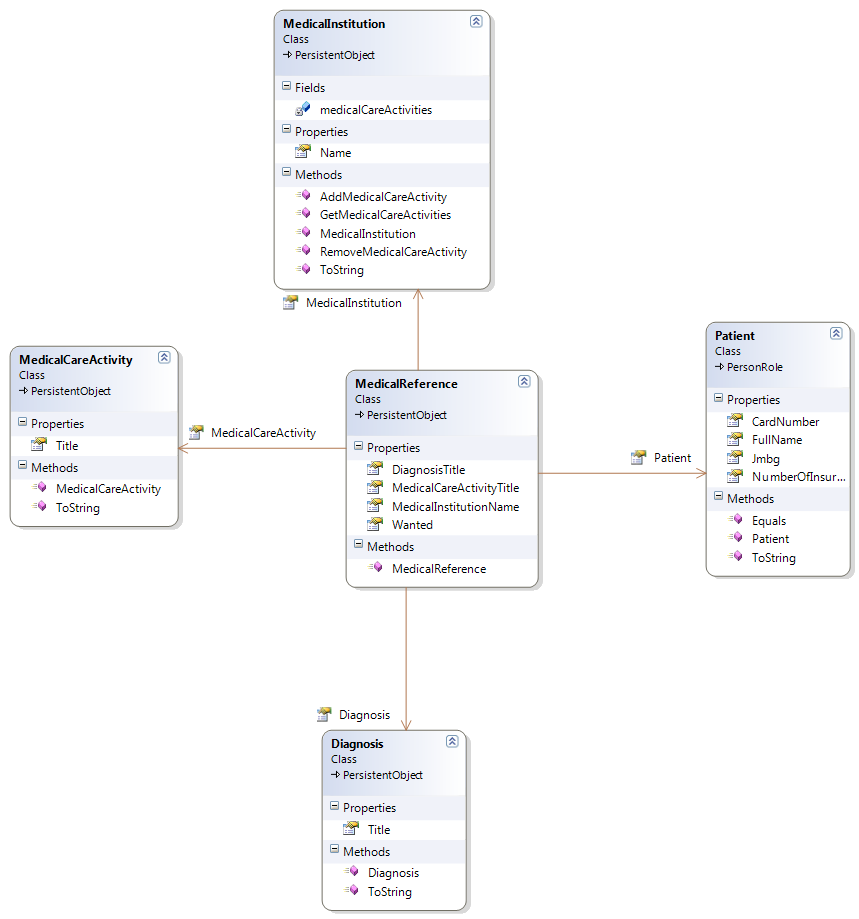 MedicalInstitution
Class
PersistentObject
Fields
medicalCareActivities
Properties
Name
Methods
AddMedicalCareActivity
GetMedicalCareActivities
MedicalInstitution
RemoveMedicalCareActivity
ToString
MedicalInstitution
MedicalCareActivity
Class
PersistentObject
Properties
Title
Methods
MedicalCareActivity
ToString
MedicalCareActivity
MedicalReference
Class
PersistentObject
Properties
DiagnosisTitle
MedicalCareActivityTitle
MedicalInstitutionName
Wanted
Methods
MedicalReference
Patient
Patient
Class
PersonRole
Properties
CardNumber
FullName
Jmbg
NumberOfInsur...
Methods
Equals
Patient
ToString
Diagnosis
Diagnosis
Class
PersistentObject
Properties
Title
Methods
Diagnosis
ToString